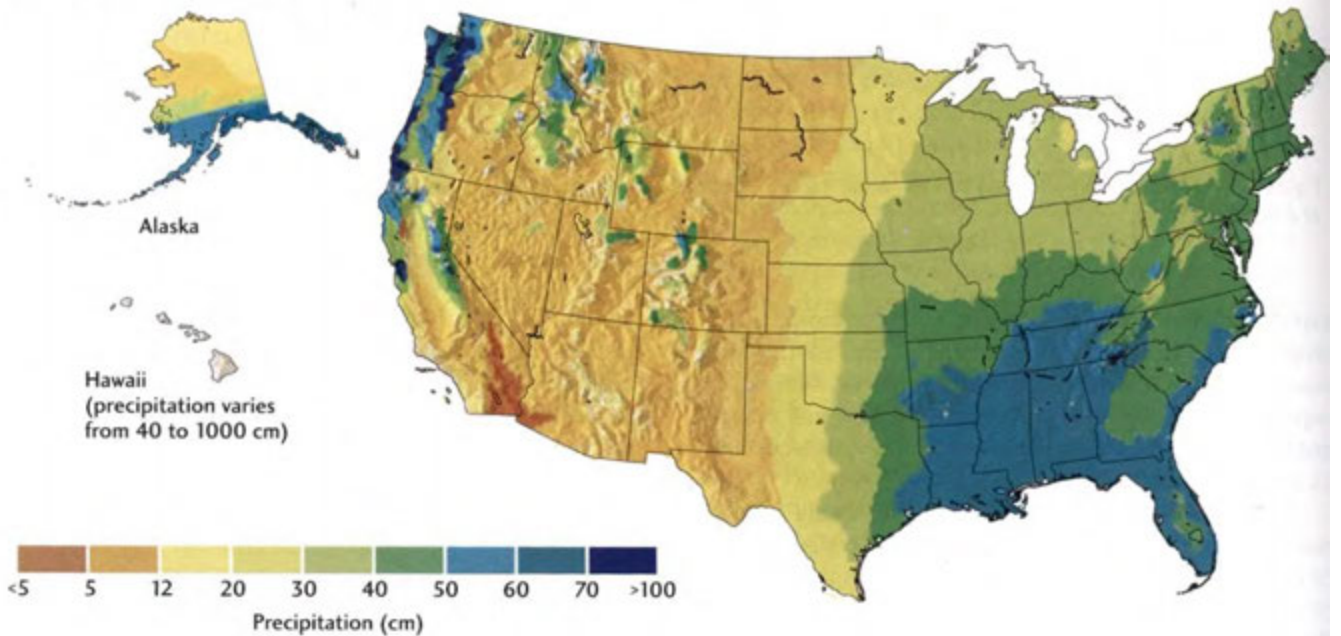 Alaska
Hawaii
(precipitation varies
from 40 to 1000 cm)
<5 5 12 20 30 40 50 60 70 >100
Precipitation (cm)